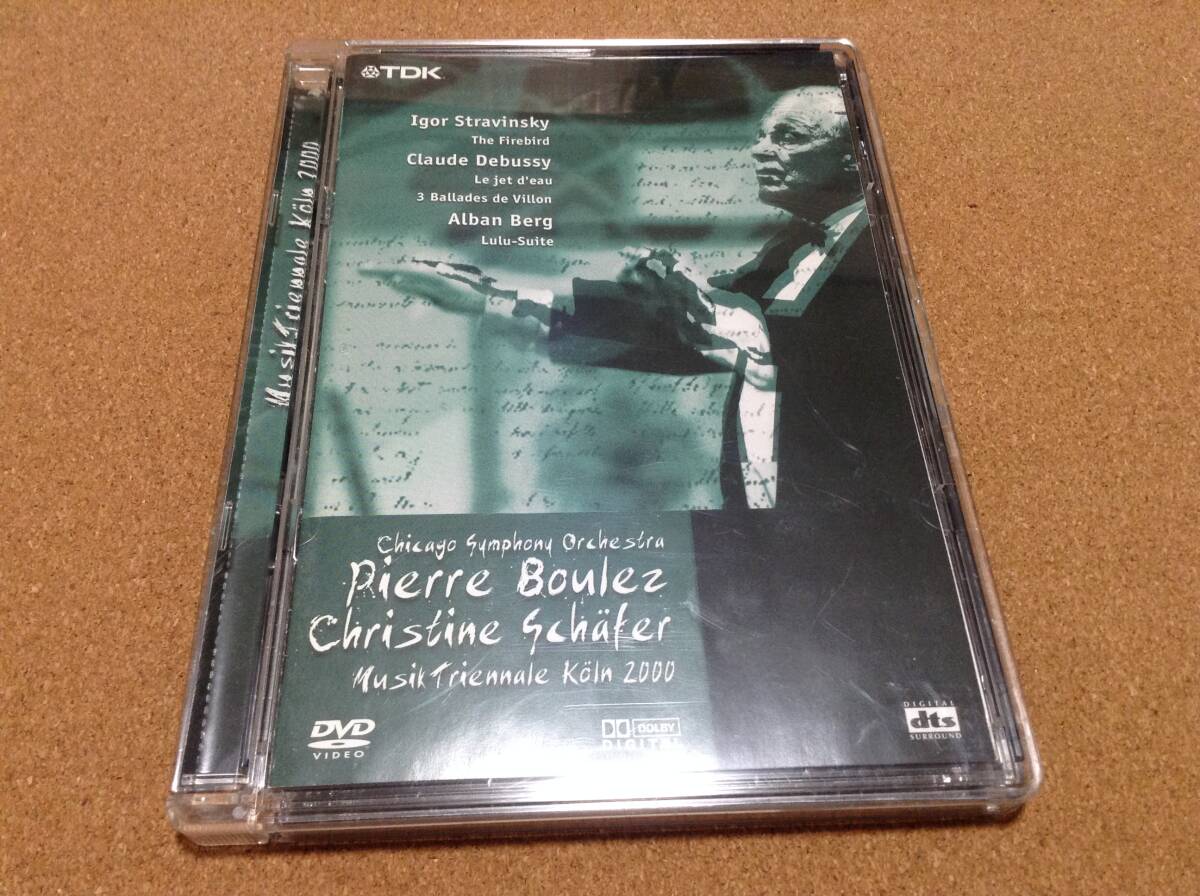 TDK
Igor Stravinsky
The Firebird
Claude Debussy
Le jet d'eau
3 Ballades de Villon
Alban Berg
Lulu-Suite
Chicago Symphony Orchestra
Pierre Boulez
Christine Schäfer
MusikTriennale Köln 2000
DVD
VIDEO
DOLBY
DIGITAL
DIGITAL
dts
SURROUND
MusikTriennale Köln 2000